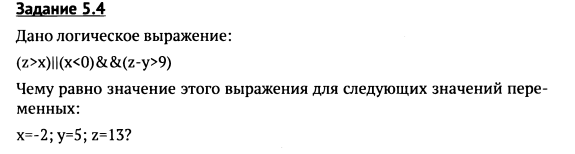 Задание 5.4
Дано логическое выражение:
(z>x)||(x<0)&&(z-y>9)
Чему равно значение этого выражения для следующих значений пере-
менных:
x=-2; y=5; z=13?